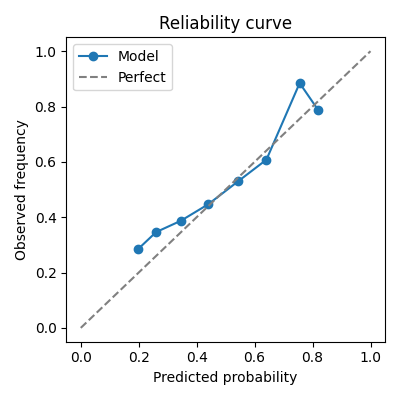 Reliability curve
Model
Perfect
Observed frequency
1.0
0.8
0.6
0.4
0.2
0.0
0.0 0.2 0.4 0.6 0.8 1.0
Predicted probability